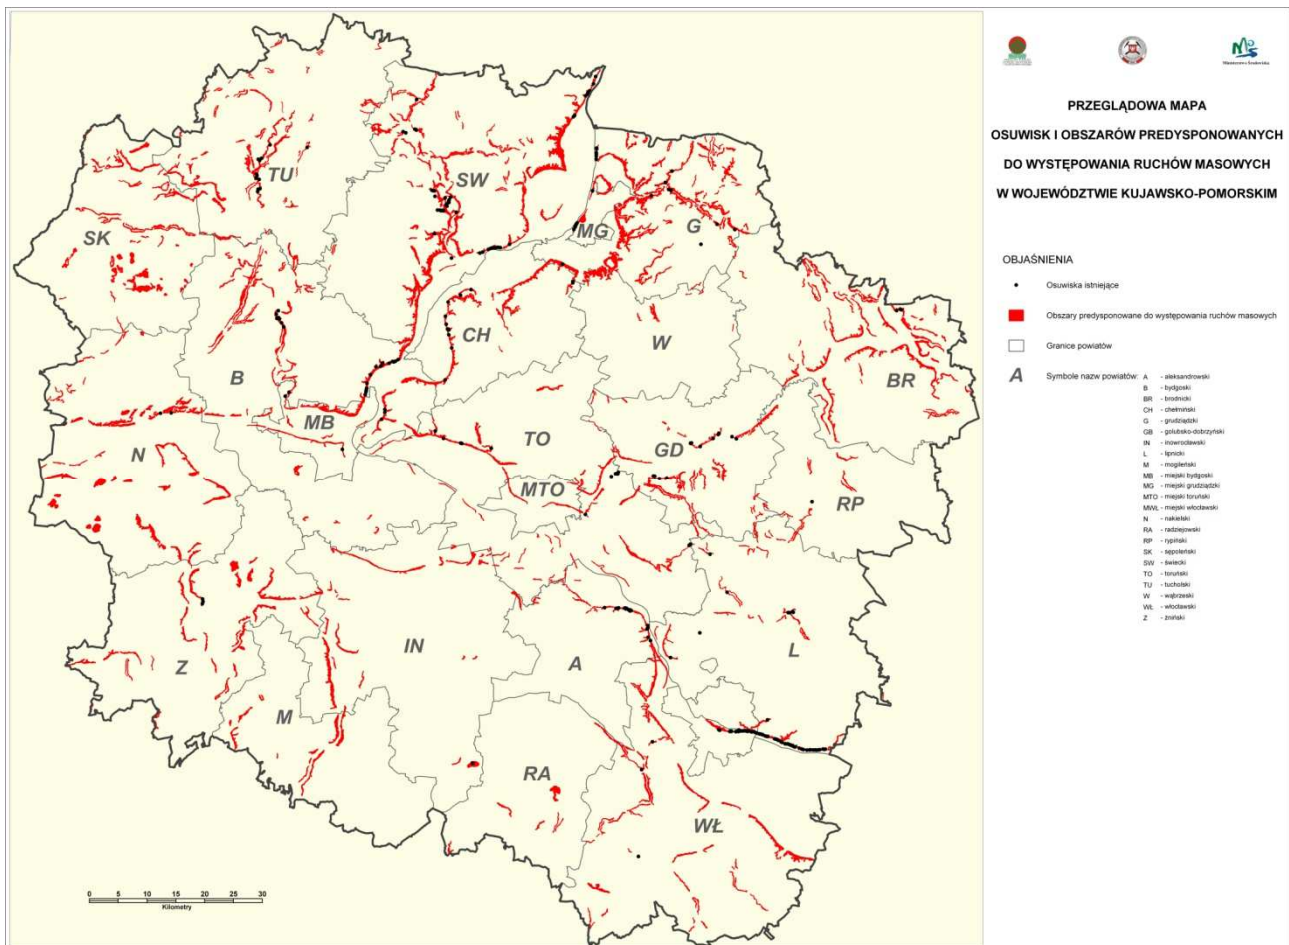 Ministerstwo Środowiska
PRZEGLĄDOWA MAPA
OSUWISK I OBSZARÓW PREDYSPONOWANYCH
DO WYSTĘPOWANIA RUCHÓW MASOWYCH
W WOJEWÓDZTWIE KUJAWSKO-POMORSKIM
OBJAŚNIENIA
Osuwiska istniejące
Obszary predysponowane do występowania ruchów masowych
Granice powiatów
A Symbole nazw powiatów:
A - aleksandrowski
B - bydgoski
BR - brodnicki
CH - chełmiński
G - grudziądzki
GB - golubsko-dobrzyński
IN - inowrocławski
L - lipnicki
M - mogileński
MB - miejski bydgoski
MG - miejski grudziądzki
MTO - miejski toruński
MWŁ - miejski włocławski
N - nakielski
RA - radziejowski
RP - rypiński
SK - sępoleński
SW - świecki
TO - toruński
TU - tucholski
W - wąbrzeski
WŁ - włocławski
Z - żniński
TU
SW
SK
MG
G
CH
W
B
BR
MB
TO
GD
N
MTO
RP
IN
A
L
Z
M
RA
WŁ
0 5 10 15 20 25 30
Kilometry